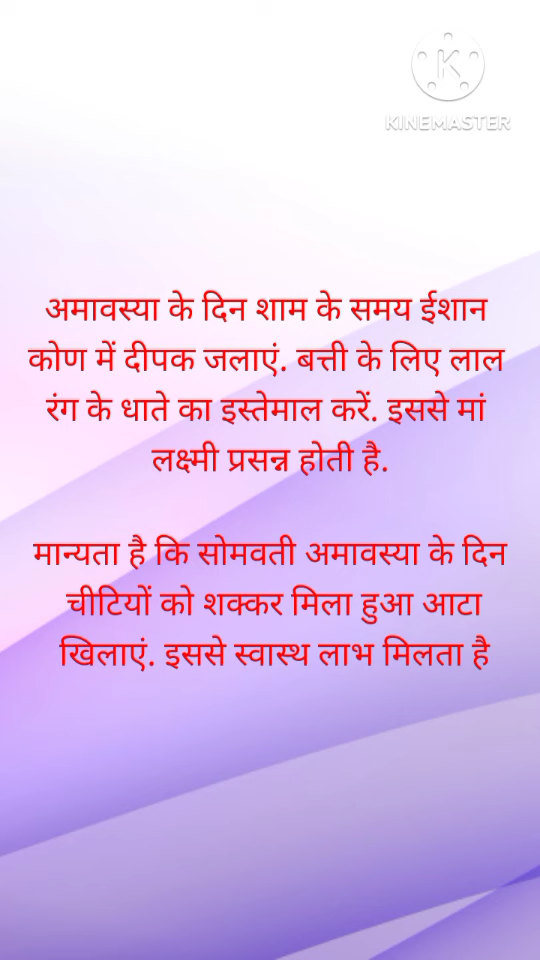 KINEMASTER
अमावस्या के दिन शाम के समय ईशान
कोण में दीपक जलाएं. बत्ती के लिए लाल
रंग के धाते का इस्तेमाल करें. इससे मां
लक्ष्मी प्रसन्न होती है.
मान्यता है कि सोमवती अमावस्या के दिन
चीटियों को शक्कर मिला हुआ आटा
खिलाएं. इससे स्वास्थ लाभ मिलता है